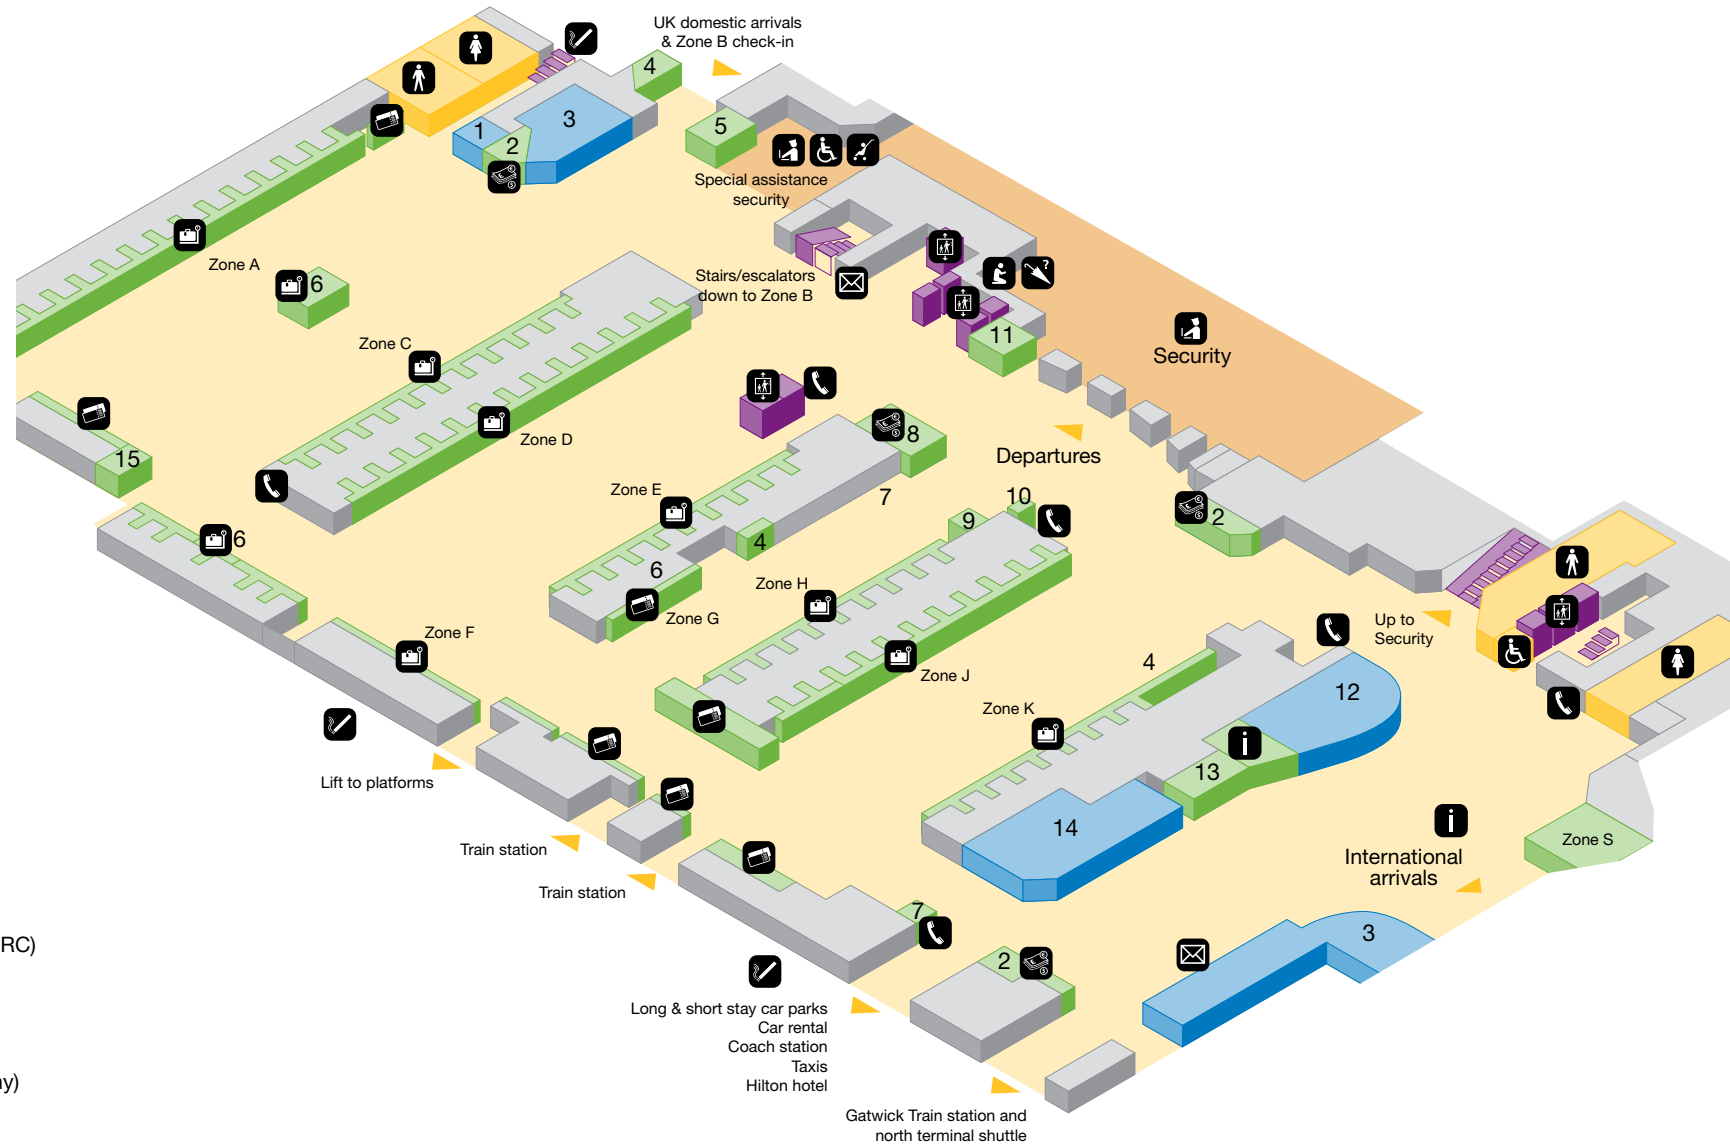 UK domestic arrivals
& Zone B check-in
4
1
2
3
5
Special assistance
security
Zone A
6
Stairs/escalators
down to Zone B
11
Security
Zone C
Zone D
15
8
Departures
Zone E
7
10
9
2
6
4
6
Zone G
Zone H
Up to
Security
Zone F
Zone J
4
12
Zone K
Lift to platforms
13
14
Train station
Train station
Zone S
International
arrivals
7
3
2
RC)
Long & short stay car parks
Car rental
Coach station
Taxis
Hilton hotel
ny)
Gatwick Train station and
north terminal shuttle